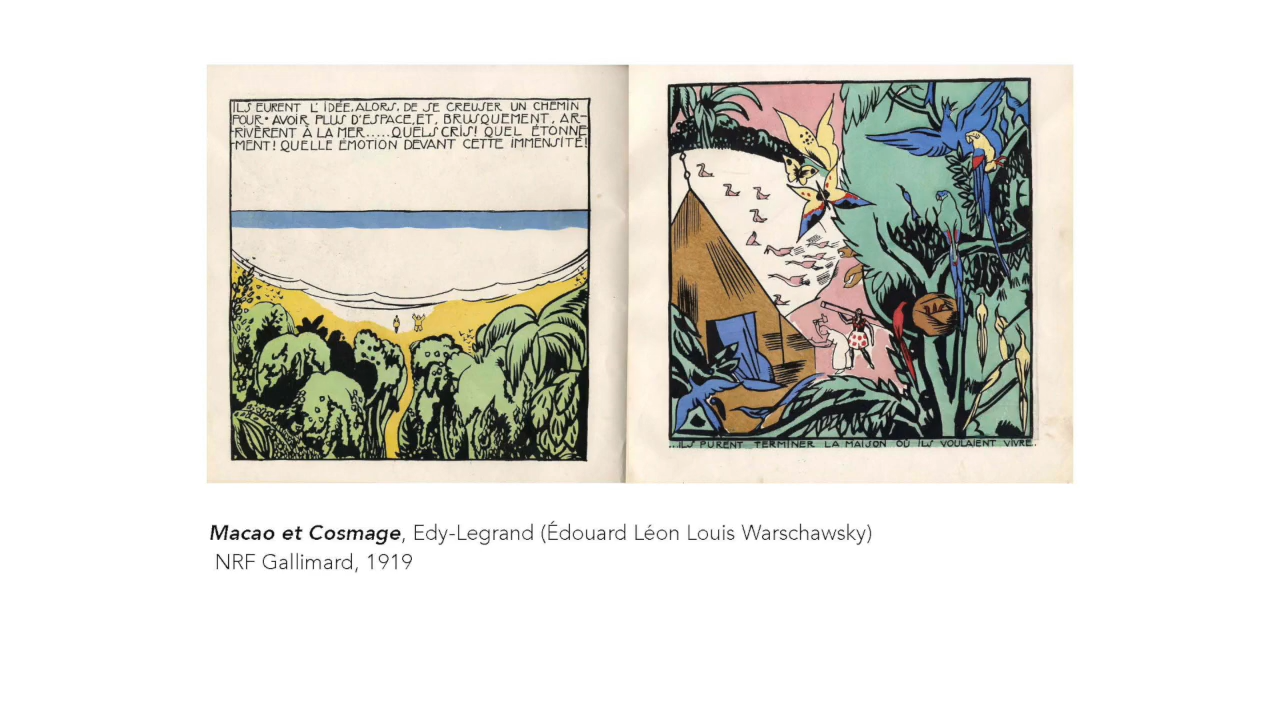 ILS EURENT L'IDÉE, ALORS, DE SE CREUSER UN CHEMIN
POUR AVOIR PLUS D'ESPACE, ET, BRUSQUEMENT, AR-
-RIVÈRENT À LA MER.....QUELS CRIS! QUEL ÉTONNE
-MENT! QUELLE ÉMOTION DEVANT CETTE IMMENSITÉ!
...ILS PURENT TERMINER LA MAISON OÙ ILS VOULAIENT VIVRE..
Macao et Cosmage, Edy-Legrand (Édouard Léon Louis Warschawsky)
NRF Gallimard, 1919